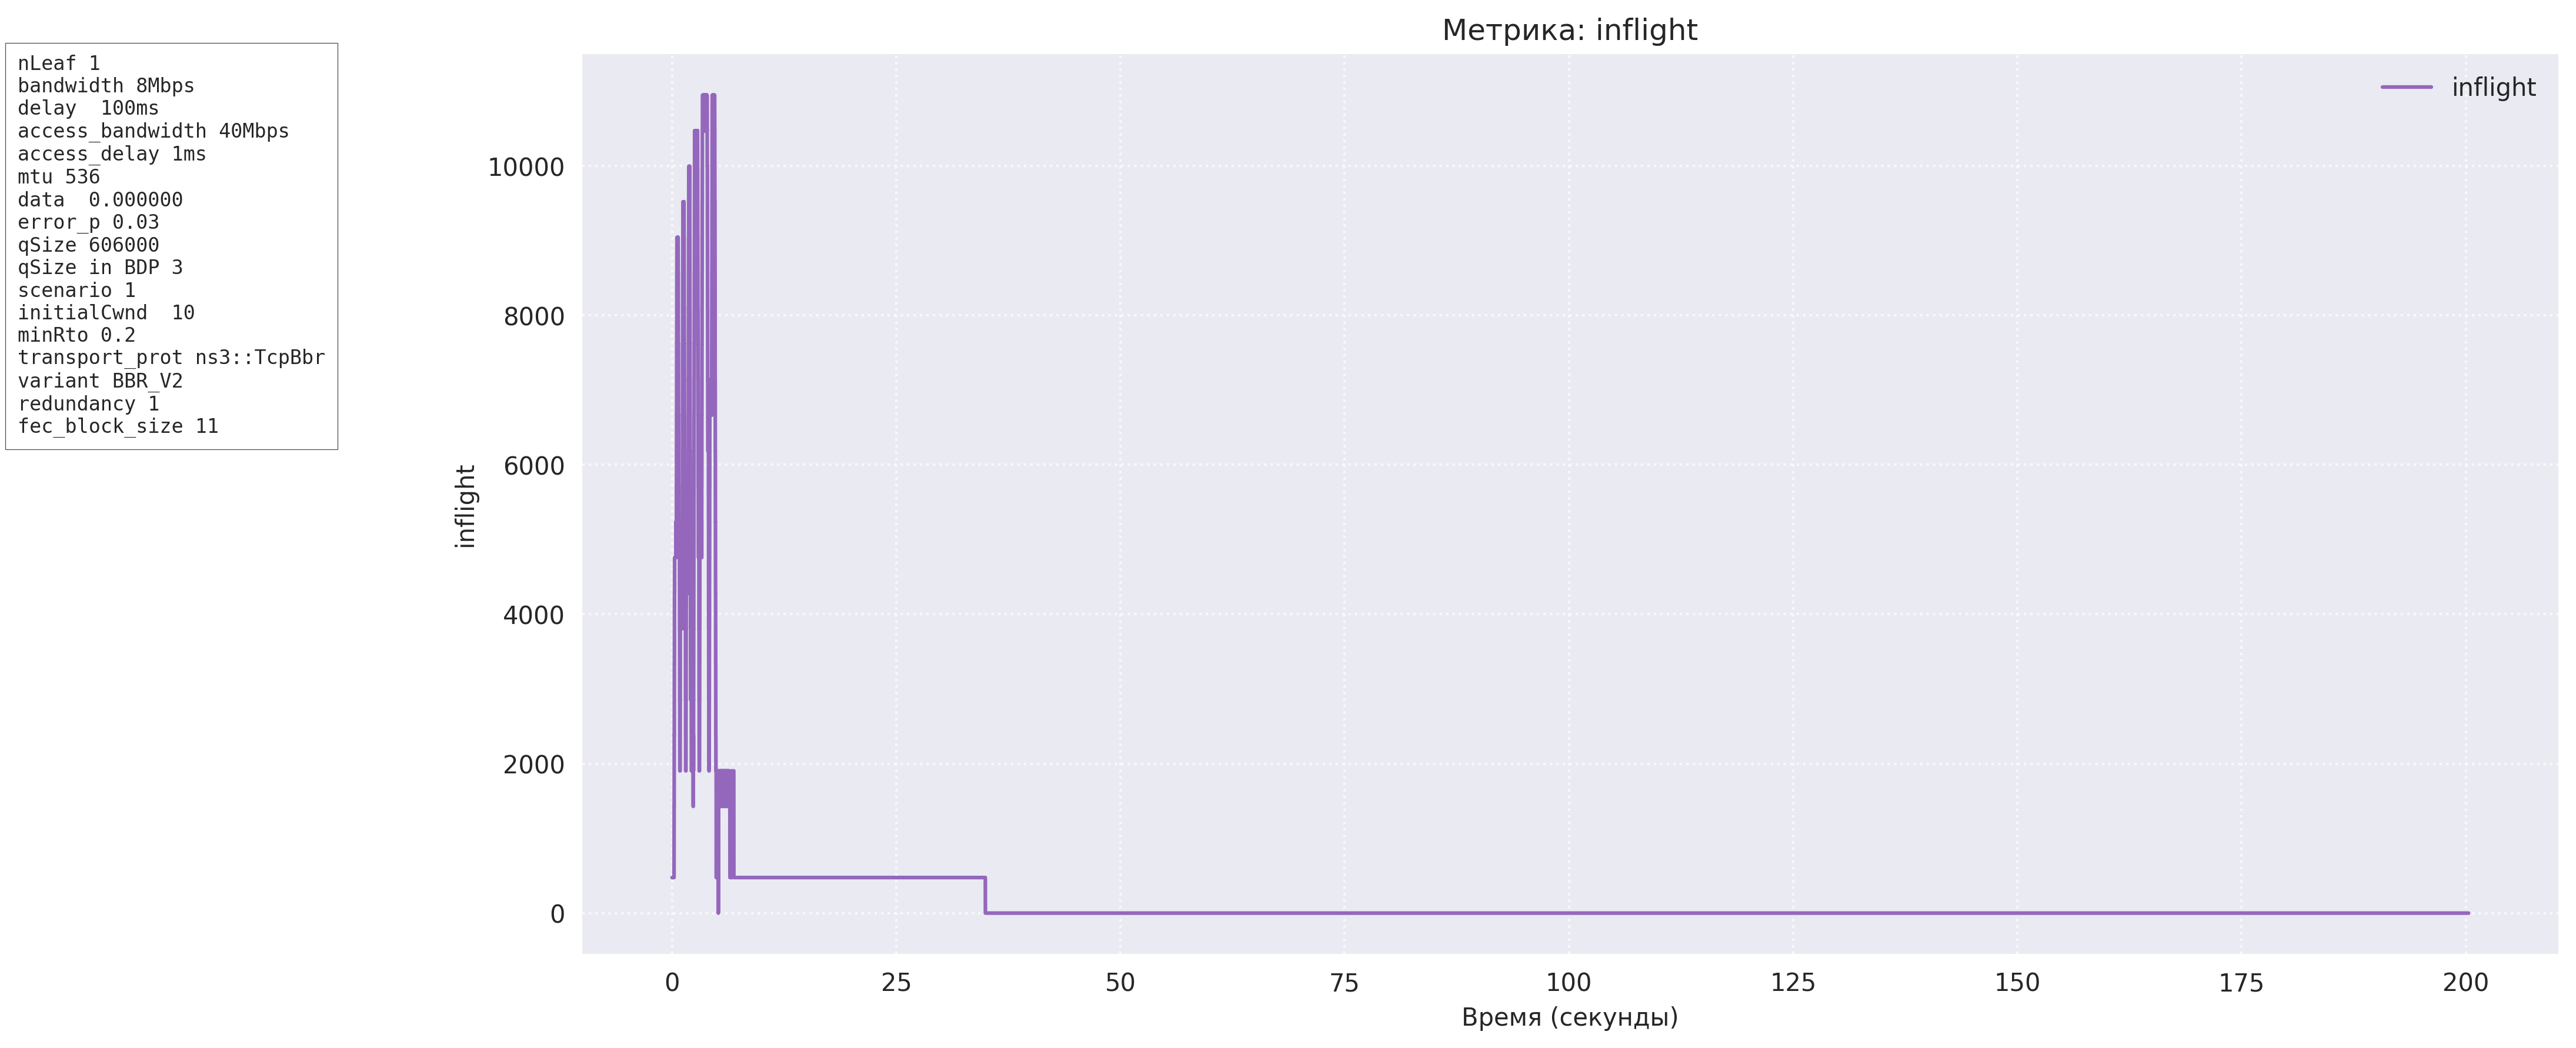 Метрика: inflight
nLeaf 1
bandwidth 8Mbps
delay  100ms
access_bandwidth 40Mbps
access_delay 1ms
mtu 536
data  0.000000
error_p 0.03
qSize 606000
qSize in BDP 3
scenario 1
initialCwnd  10
minRto 0.2
transport_prot ns3::TcpBbr
variant BBR_V2
redundancy 1
fec_block_size 11
inflight
10000
8000
6000
4000
2000
0
inflight
0 25 50 75 100 125 150 175 200
Время (секунды)